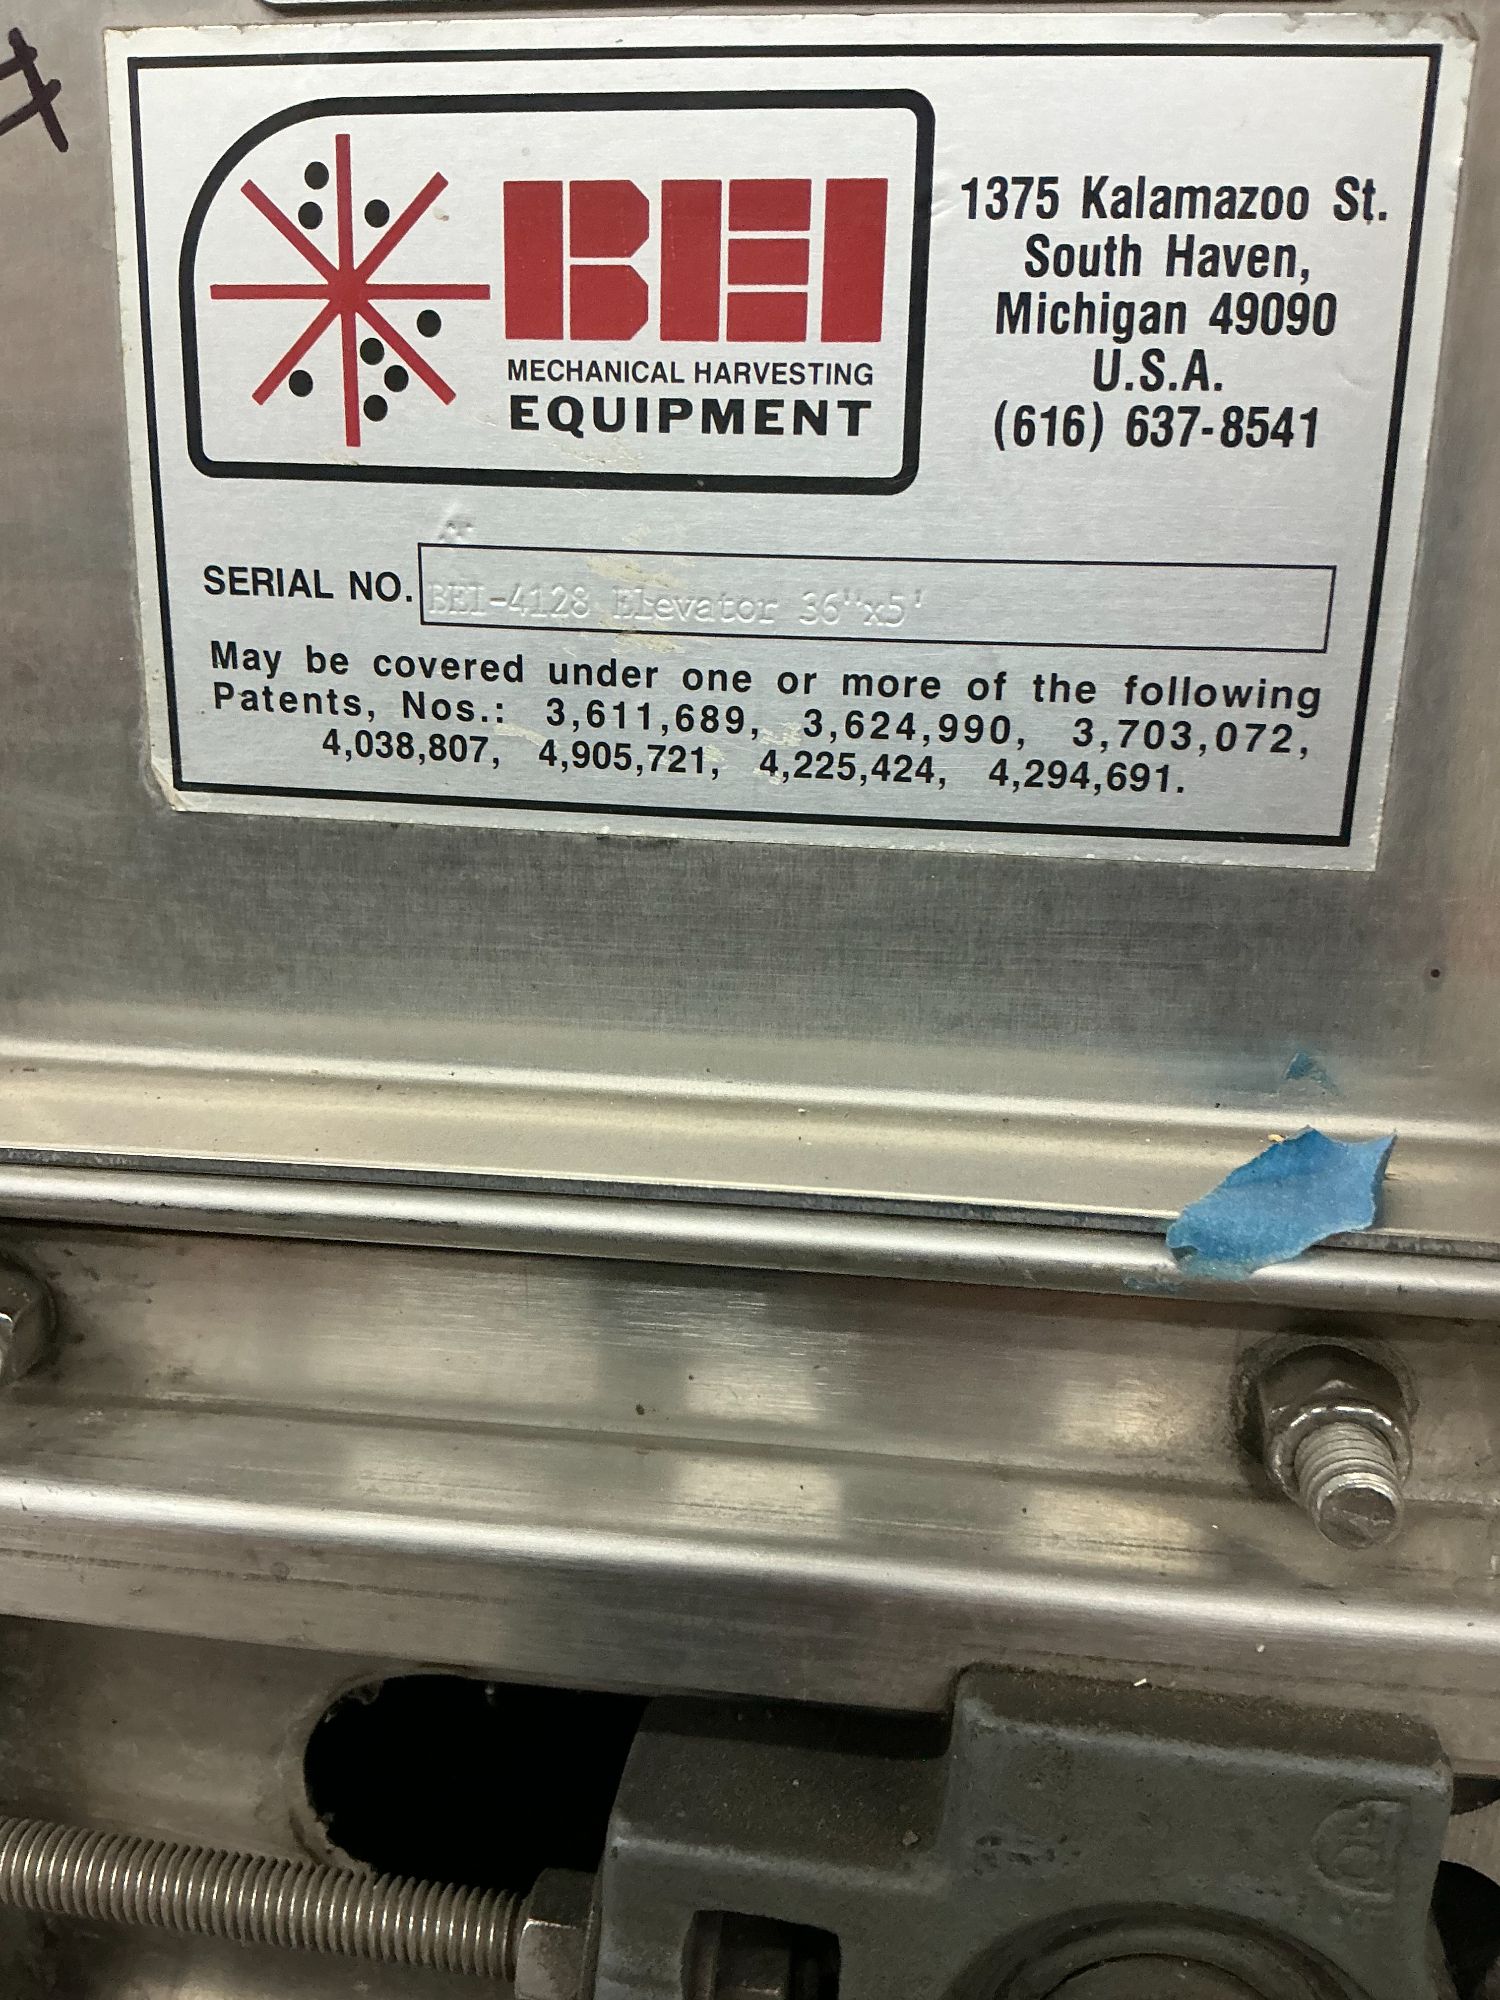 BEI
MECHANICAL HARVESTING
EQUIPMENT
1375 Kalamazoo St.
South Haven,
Michigan 49090
U.S.A.
(616) 637-8541
SERIAL NO. BEI-4128 Elevator 36"x5'
May be covered under one or more of the following
Patents, Nos.: 3,611,689, 3,624,990, 3,703,072,
4,038,807, 4,905,721, 4,225,424, 4,294,691.